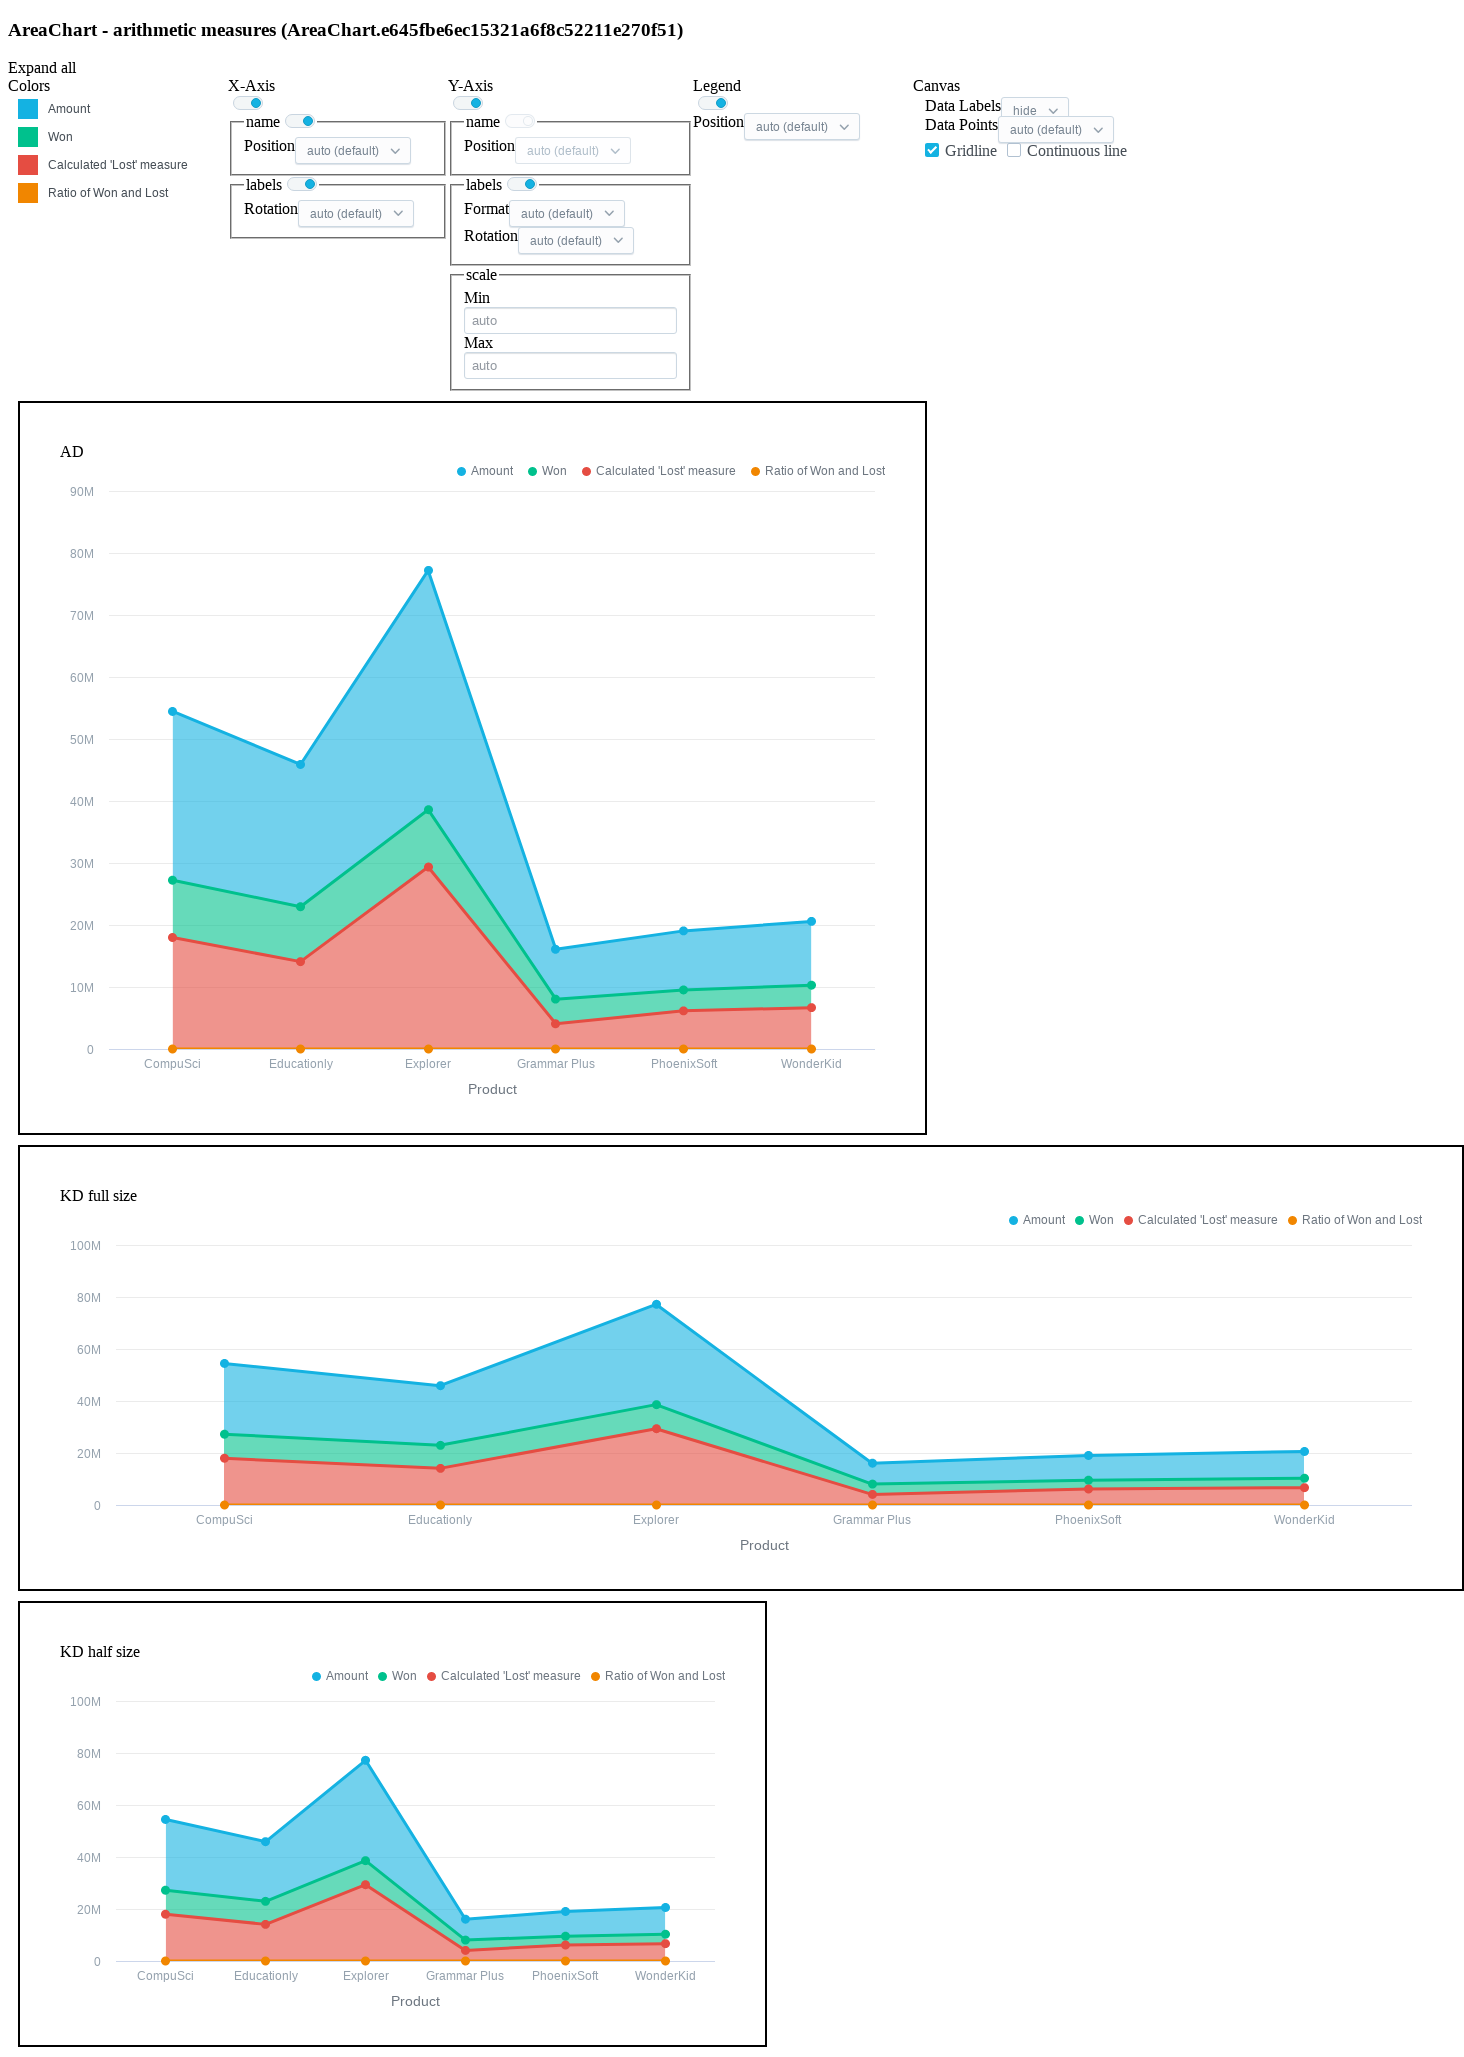 AreaChart - arithmetic measures (AreaChart.e645fbe6ec15321a6f8c52211e270f51)
Expand all
Colors
Amount
Won
Calculated 'Lost' measure
Ratio of Won and Lost
X-Axis
name
Position auto (default)
labels
Rotation auto (default)
Y-Axis
name
Position auto (default)
labels
Format auto (default)
Rotation auto (default)
scale
Min
auto
Max
auto
Legend
Position auto (default)
Canvas
Data Labels hide
Data Points auto (default)
Gridline Continuous line
AD
Amount Won Calculated 'Lost' measure Ratio of Won and Lost
90M
80M
70M
60M
50M
40M
30M
20M
10M
0
CompuSci Educationly Explorer Grammar Plus PhoenixSoft WonderKid
Product
KD full size
Amount Won Calculated 'Lost' measure Ratio of Won and Lost
100M
80M
60M
40M
20M
0
CompuSci Educationly Explorer Grammar Plus PhoenixSoft WonderKid
Product
KD half size
Amount Won Calculated 'Lost' measure Ratio of Won and Lost
100M
80M
60M
40M
20M
0
CompuSci Educationly Explorer Grammar Plus PhoenixSoft WonderKid
Product